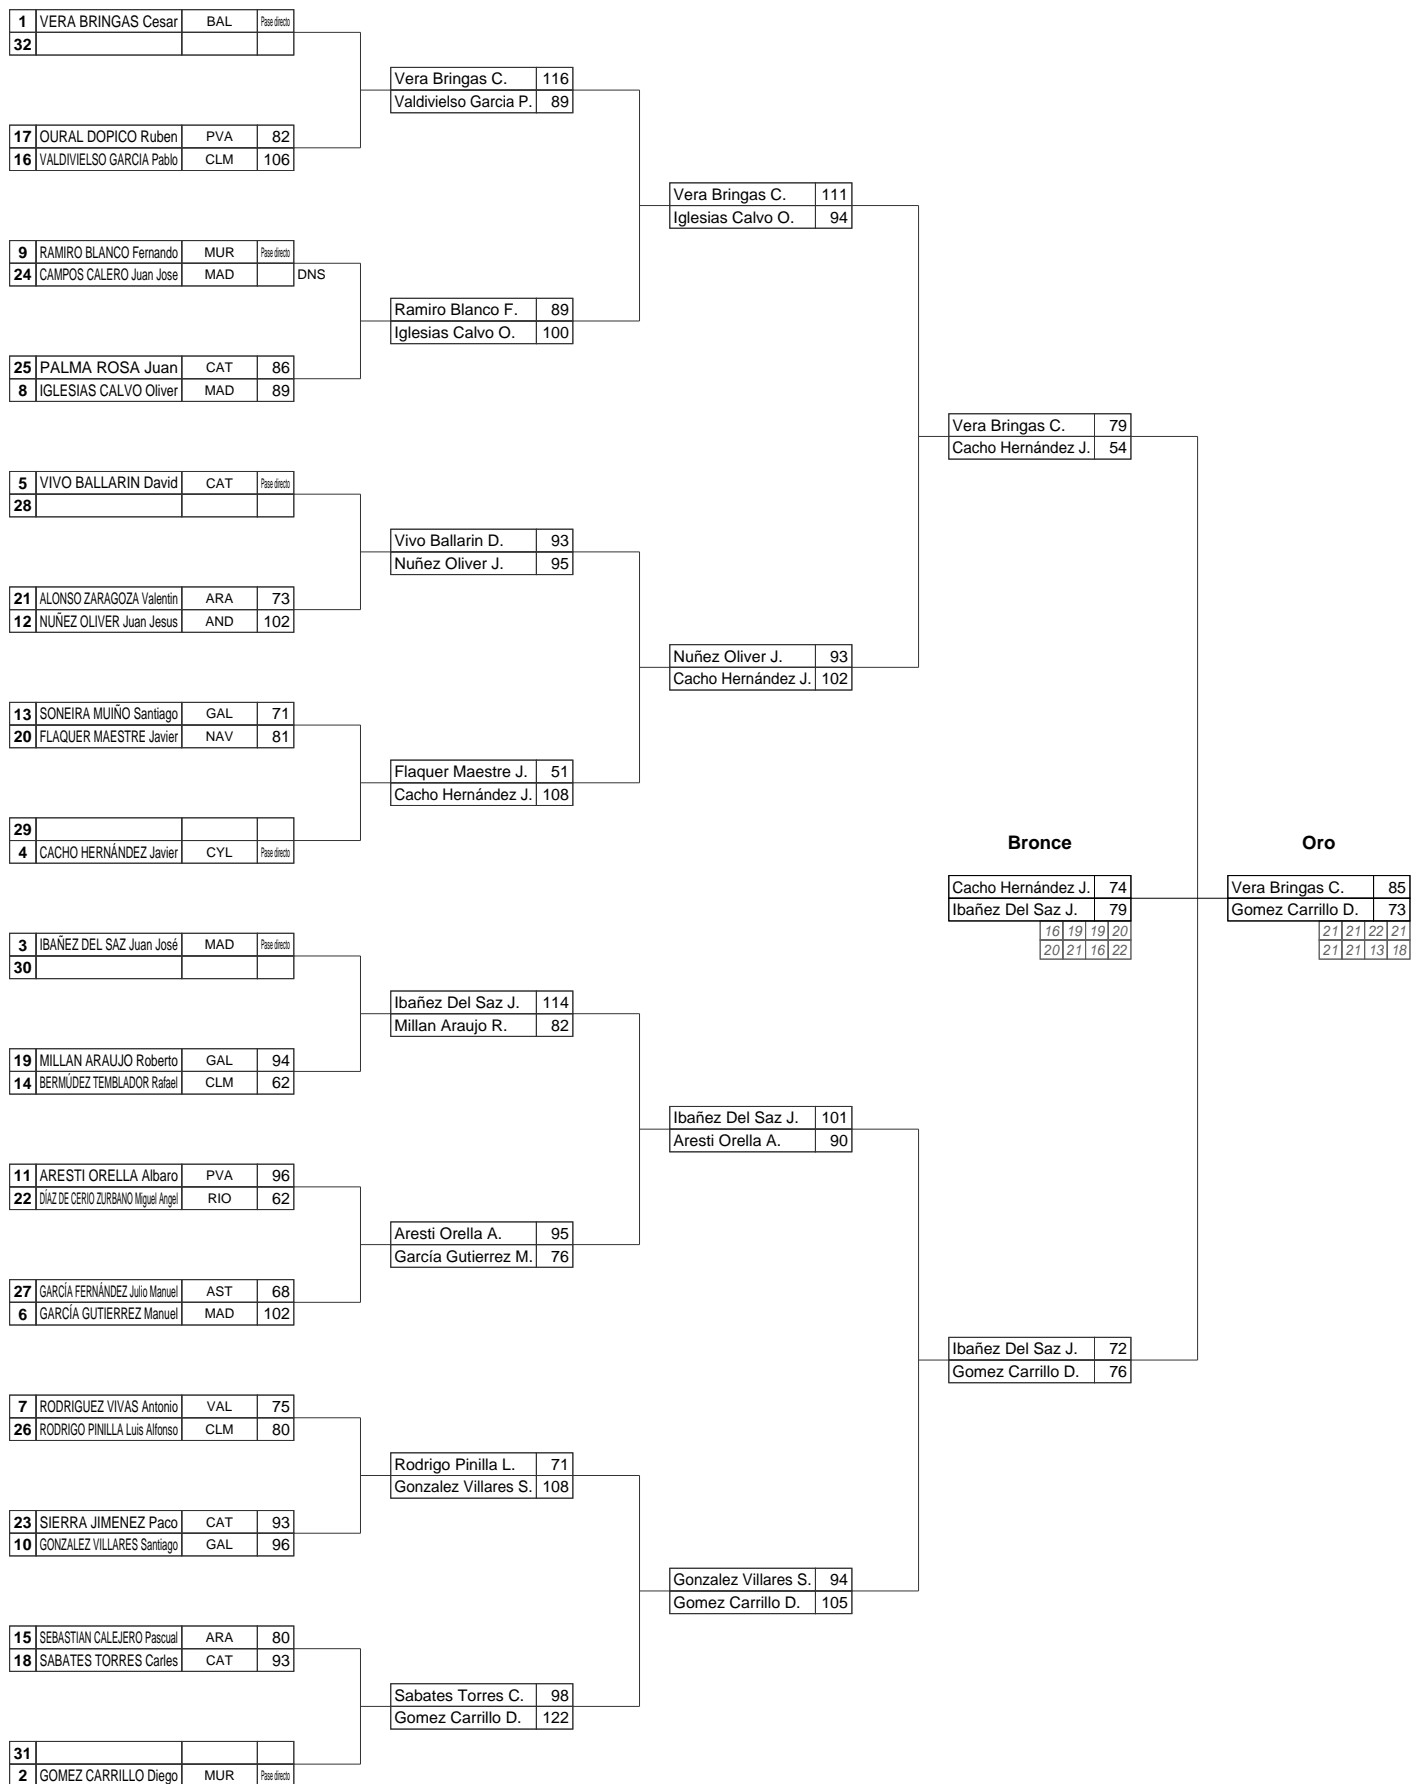 1 VERA BRINGAS Cesar BAL Pase directo
32
Vera Bringas C. 116
Valdivielso Garcia P. 89
17 OURAL DOPICO Ruben PVA 82
16 VALDIVIELSO GARCIA Pablo CLM 106
Vera Bringas C. 111
Iglesias Calvo O. 94
9 RAMIRO BLANCO Fernando MUR Pase directo
24 CAMPOS CALERO Juan Jose MAD DNS
Ramiro Blanco F. 89
Iglesias Calvo O. 100
25 PALMA ROSA Juan CAT 86
8 IGLESIAS CALVO Oliver MAD 89
Vera Bringas C. 79
Cacho Hernández J. 54
5 VIVO BALLARIN David CAT Pase directo
28
Vivo Ballarin D. 93
Nuñez Oliver J. 95
21 ALONSO ZARAGOZA Valentin ARA 73
12 NUÑEZ OLIVER Juan Jesus AND 102
Nuñez Oliver J. 93
Cacho Hernández J. 102
13 SONEIRA MUIÑO Santiago GAL 71
20 FLAQUER MAESTRE Javier NAV 81
Flaquer Maestre J. 51
Cacho Hernández J. 108
29
4 CACHO HERNÁNDEZ Javier CYL Pase directo
Bronce Oro
Cacho Hernández J. 74 Vera Bringas C. 85
Ibañez Del Saz J. 79 Gomez Carrillo D. 73
16 19 19 20 21 21 22 21
20 21 16 22 21 21 13 18
3 IBAÑEZ DEL SAZ Juan José MAD Pase directo
30
Ibañez Del Saz J. 114
Millan Araujo R. 82
19 MILLAN ARAUJO Roberto GAL 94
14 BERMÚDEZ TEMBLADOR Rafael CLM 62
Ibañez Del Saz J. 101
Aresti Orella A. 90
11 ARESTI ORELLA Albaro PVA 96
22 DÍAZ DE CERIO ZURBANO Miguel Angel RIO 62
Aresti Orella A. 95
García Gutierrez M. 76
27 GARCÍA FERNÁNDEZ Julio Manuel AST 68
6 GARCÍA GUTIERREZ Manuel MAD 102
Ibañez Del Saz J. 72
Gomez Carrillo D. 76
7 RODRIGUEZ VIVAS Antonio VAL 75
26 RODRIGO PINILLA Luis Alfonso CLM 80
Rodrigo Pinilla L. 71
Gonzalez Villares S. 108
23 SIERRA JIMENEZ Paco CAT 93
10 GONZALEZ VILLARES Santiago GAL 96
Gonzalez Villares S. 94
Gomez Carrillo D. 105
15 SEBASTIAN CALEJERO Pascual ARA 80
18 SABATES TORRES Carles CAT 93
Sabates Torres C. 98
Gomez Carrillo D. 122
31
2 GOMEZ CARRILLO Diego MUR Pase directo